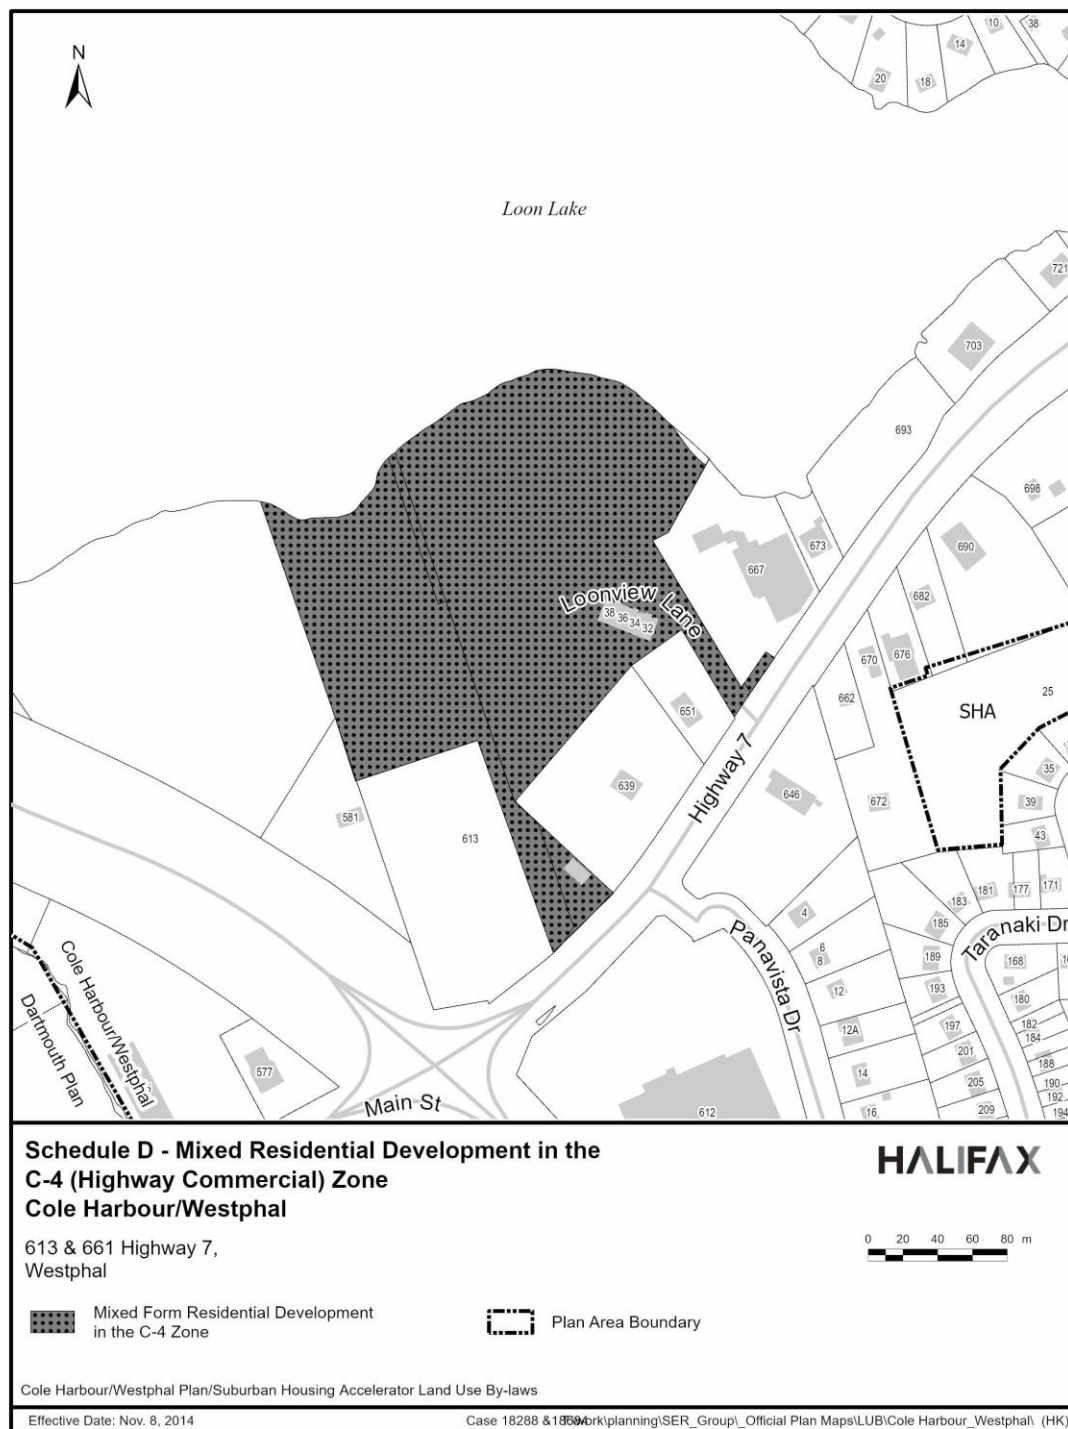 N
10
38
14
20
18
Loon Lake
721
703
693
698
690
673
667
682
Loonview Lane
38
36
34
32
670
676
662
25
SHA
651
35
Highway 7
639
646
672
39
581
43
613
181
177
171
183
4
185
Taranaki Dr
Panavista Dr
6
8
189
168
Cole Harbour/Westphal
Dartmouth Plan
12
193
180
12A
197
182
184
201
577
14
188
205
190
192
Main St
612
16
209
194
Schedule D - Mixed Residential Development in the
C-4 (Highway Commercial) Zone
Cole Harbour/Westphal
HALIFAX
613 & 661 Highway 7,
Westphal
0 20 40 60 80 m
Mixed Form Residential Development
in the C-4 Zone
Plan Area Boundary
Cole Harbour/Westphal Plan/Suburban Housing Accelerator Land Use By-laws
Effective Date: Nov. 8, 2014
Case 18288 & \planning\SER_Group\_Official Plan Maps\LUB\Cole Harbour_Westphal\ (HK)